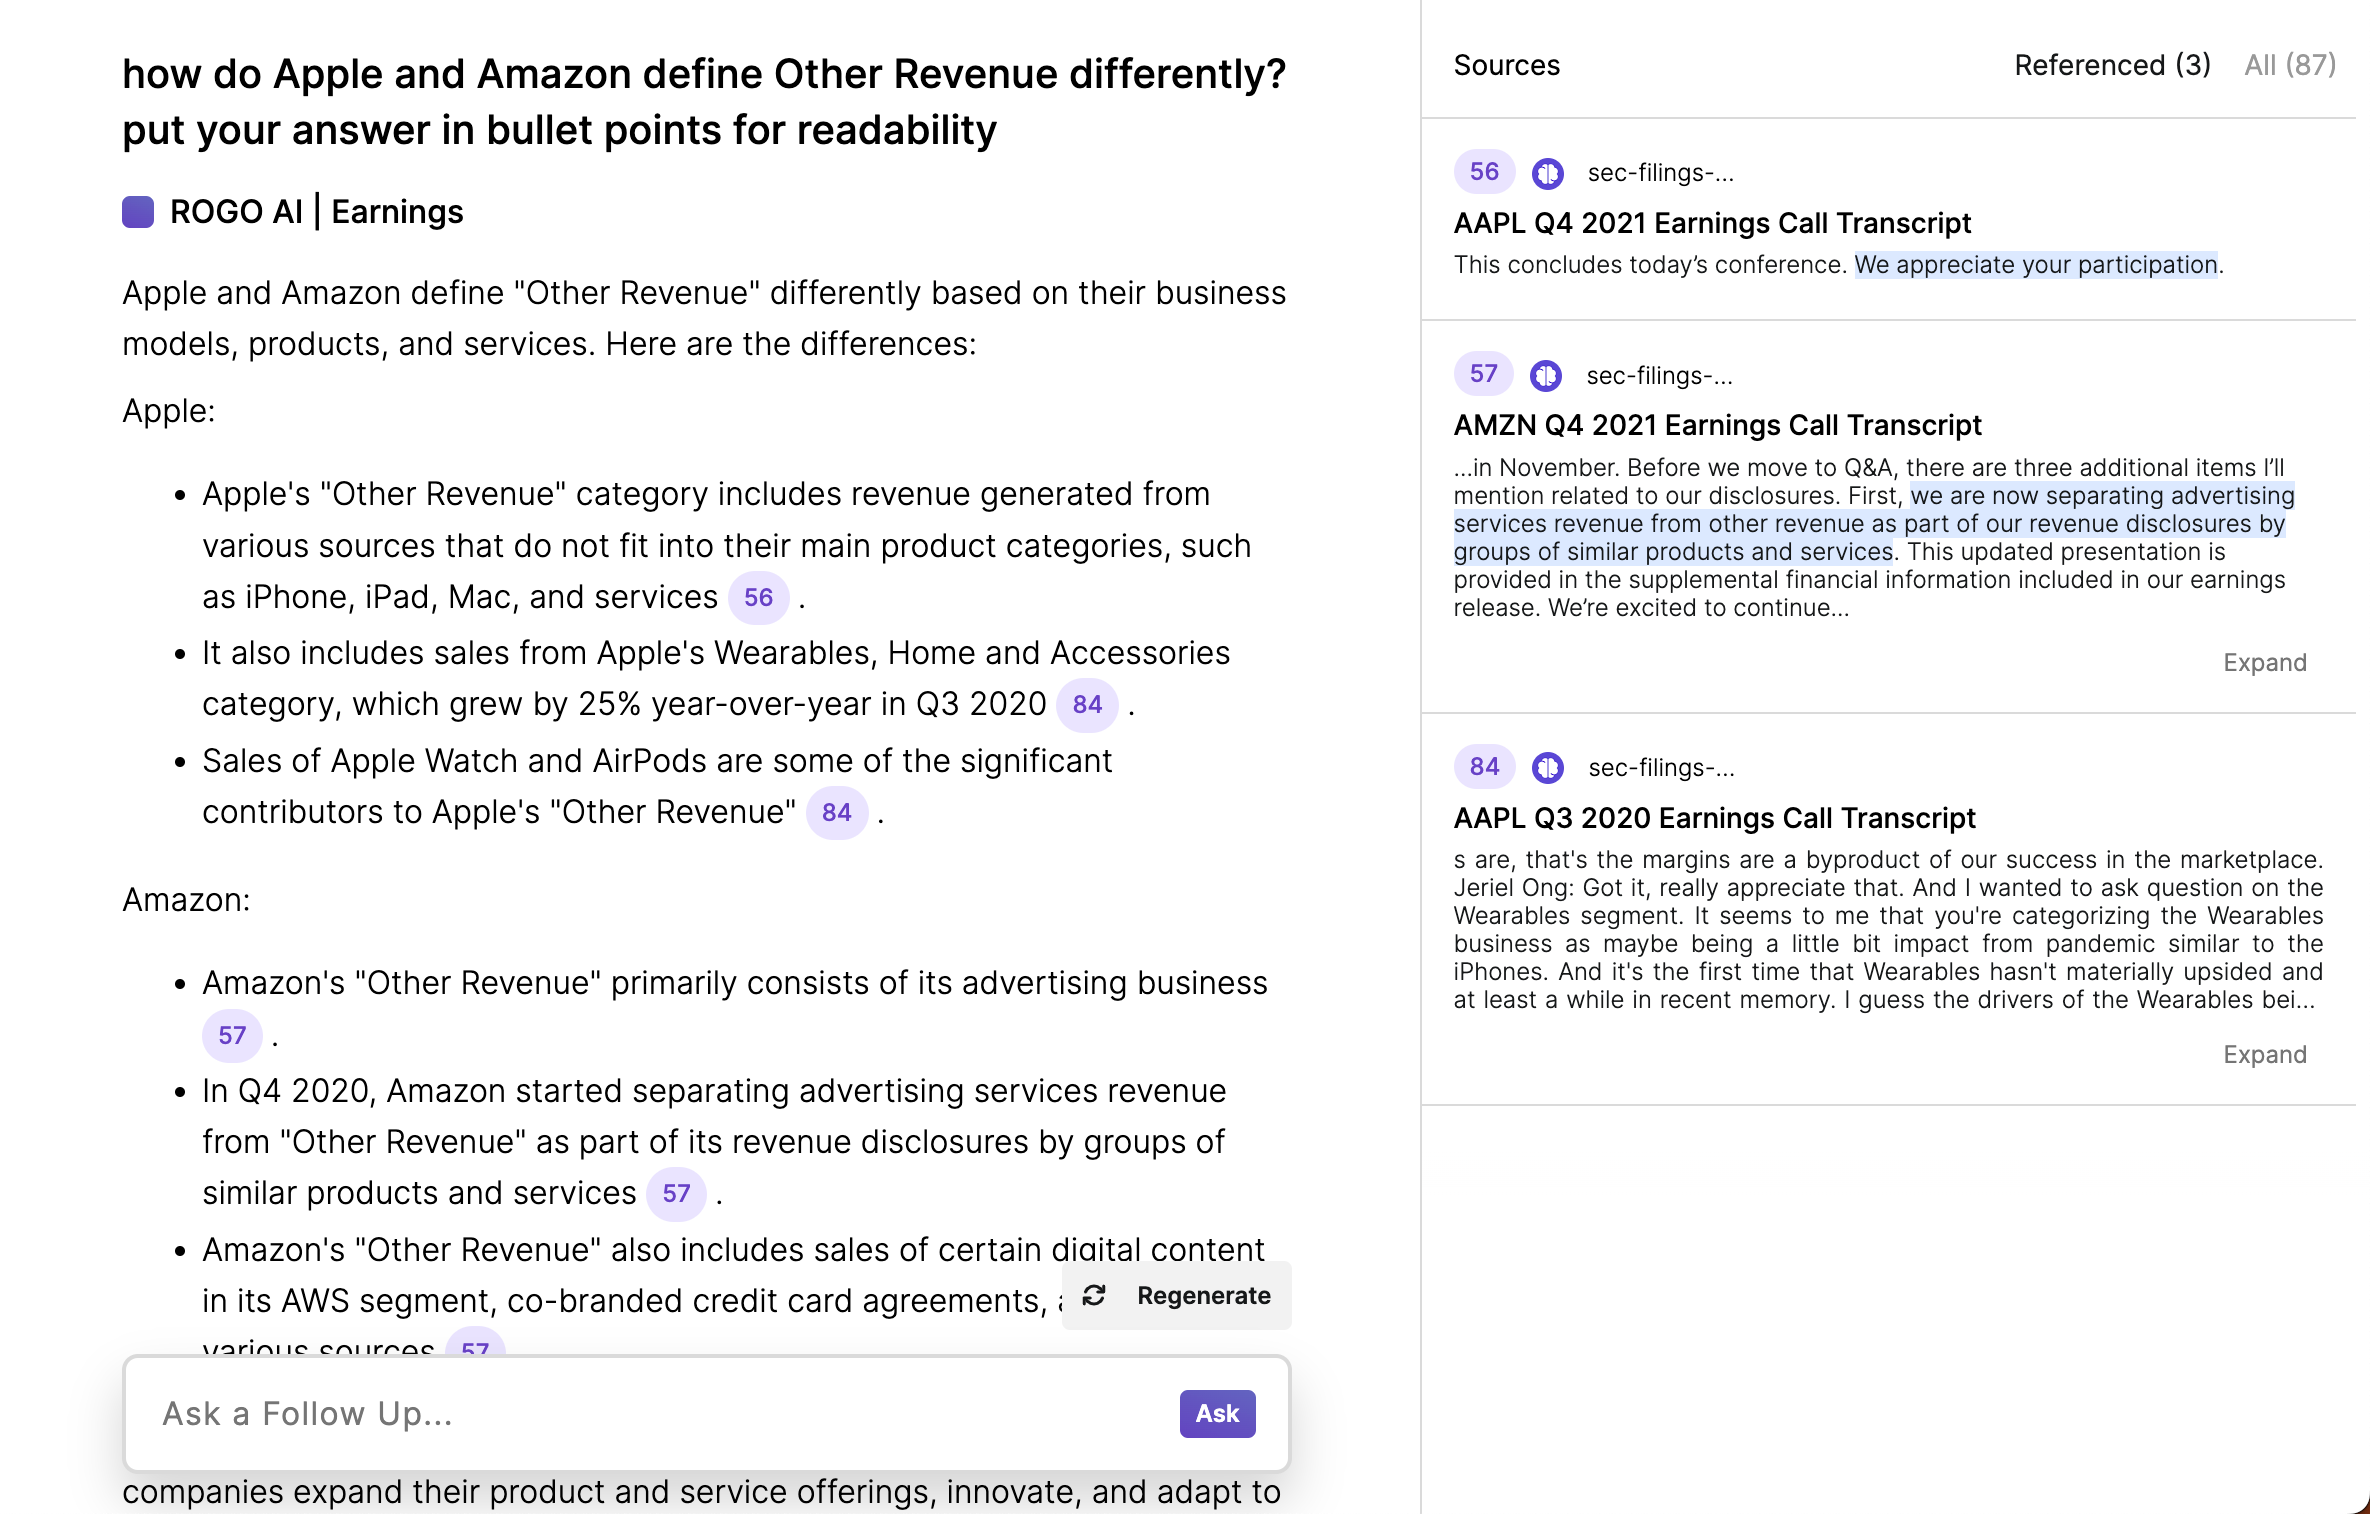 how do Apple and Amazon define Other Revenue differently?
put your answer in bullet points for readability
ROGO AI | Earnings
Apple and Amazon define "Other Revenue" differently based on their business
models, products, and services. Here are the differences:
Apple:
• Apple's "Other Revenue" category includes revenue generated from
various sources that do not fit into their main product categories, such
as iPhone, iPad, Mac, and services 56 .
• It also includes sales from Apple's Wearables, Home and Accessories
category, which grew by 25% year-over-year in Q3 2020 84 .
• Sales of Apple Watch and AirPods are some of the significant
contributors to Apple's "Other Revenue" 84 .
Amazon:
• Amazon's "Other Revenue" primarily consists of its advertising business
57 .
• In Q4 2020, Amazon started separating advertising services revenue
from "Other Revenue" as part of its revenue disclosures by groups of
similar products and services 57 .
• Amazon's "Other Revenue" also includes sales of certain digital content
in its AWS segment, co-branded credit card agreements,
various sources 57
Regenerate
Ask a Follow Up...
Ask
companies expand their product and service offerings, innovate, and adapt to
Sources
Referenced (3) All (87)
56 sec-filings-...
AAPL Q4 2021 Earnings Call Transcript
This concludes today’s conference. We appreciate your participation.
57 sec-filings-...
AMZN Q4 2021 Earnings Call Transcript
...in November. Before we move to Q&A, there are three additional items I’ll
mention related to our disclosures. First, we are now separating advertising
services revenue from other revenue as part of our revenue disclosures by
groups of similar products and services. This updated presentation is
provided in the supplemental financial information included in our earnings
release. We’re excited to continue...
Expand
84 sec-filings-...
AAPL Q3 2020 Earnings Call Transcript
s are, that's the margins are a byproduct of our success in the marketplace.
Jeriel Ong: Got it, really appreciate that. And I wanted to ask question on the
Wearables segment. It seems to me that you're categorizing the Wearables
business as maybe being a little bit impact from pandemic similar to the
iPhones. And it's the first time that Wearables hasn't materially upsided and
at least a while in recent memory. I guess the drivers of the Wearables bei...
Expand